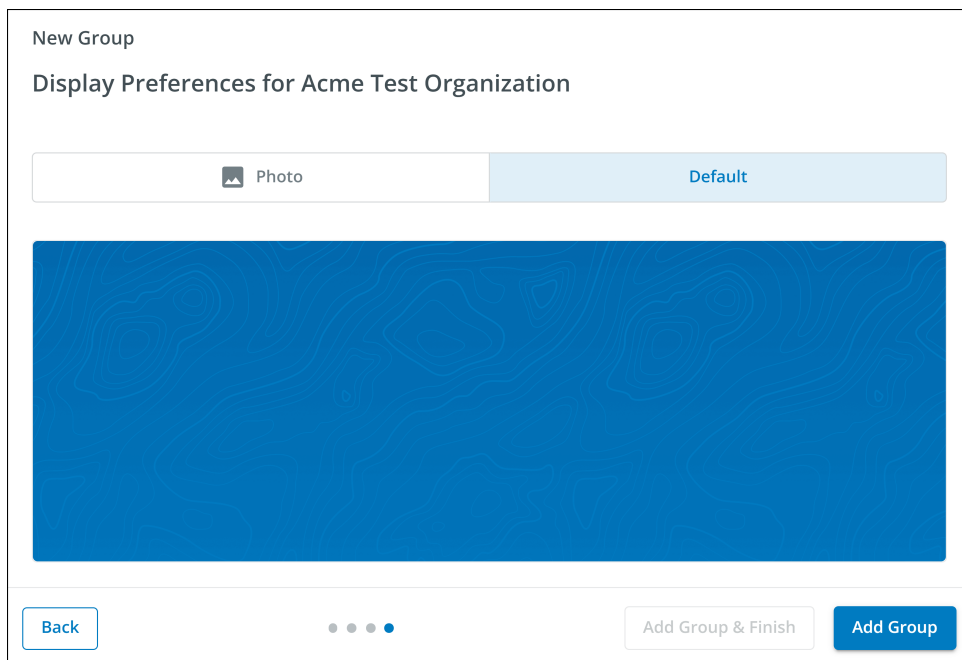 New Group
Display Preferences for Acme Test Organization
Photo
Default
Back
Add Group & Finish
Add Group